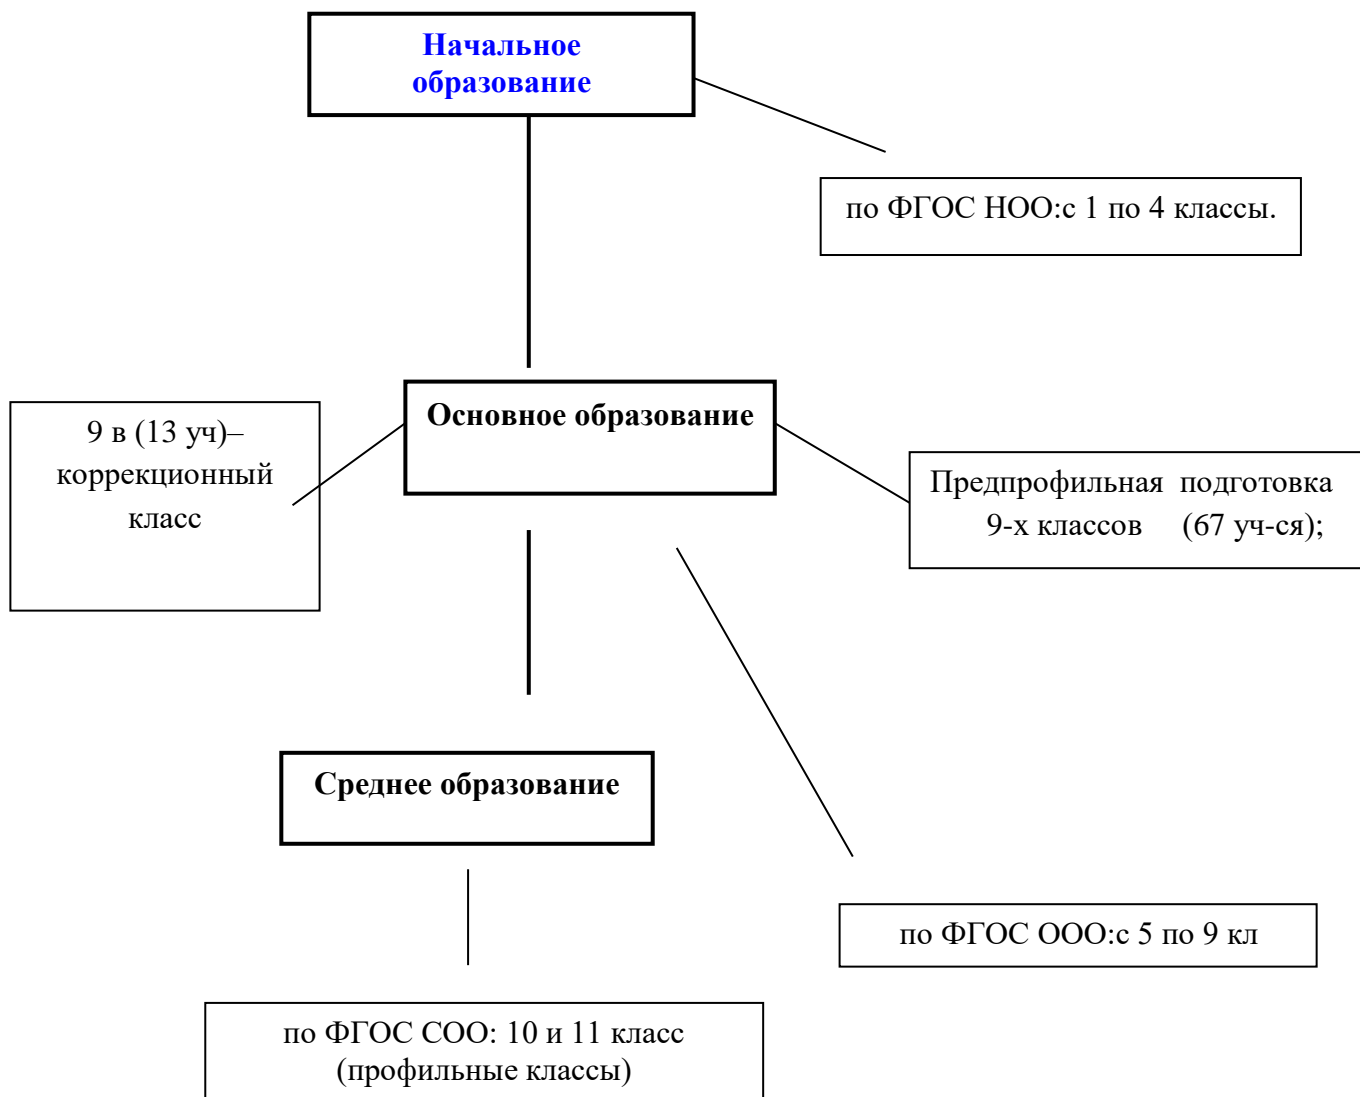 Начальное
образование
по ФГОС НОО:с 1 по 4 классы.
9 в (13 уч)–
коррекционный
класс
Основное образование
Предпрофильная подготовка
9-х классов (67 уч-ся);
Среднее образование
по ФГОС ООО:с 5 по 9 кл
по ФГОС СОО: 10 и 11 класс
(профильные классы)